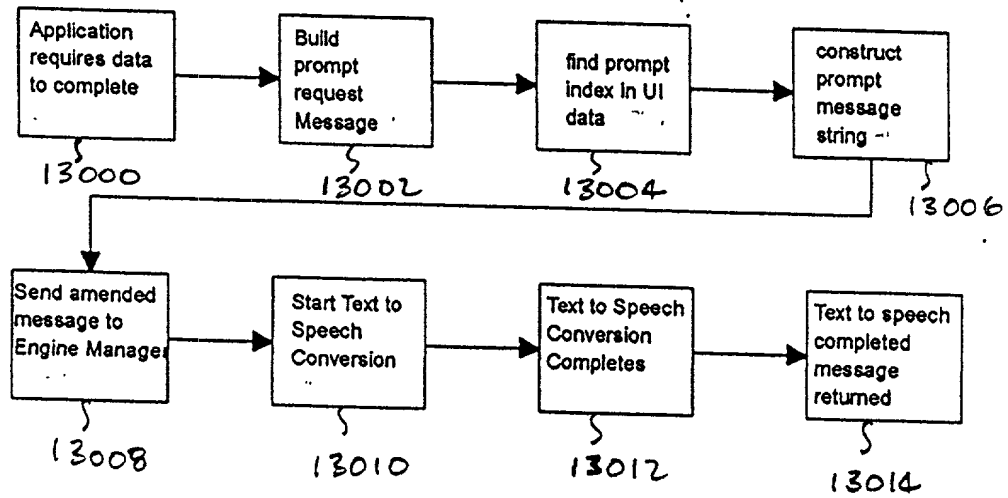 Application
requires data
to complete
Build
prompt
request
Message
find prompt
index in UI
data
construct
prompt
message
string
13000
13002
13004
13006
Send amended
message to
Engine Manager
Start Text to
Speech
Conversion
Text to Speech
Conversion
Completes
Text to speech
completed
message
returned
13008
13010
13012
13014